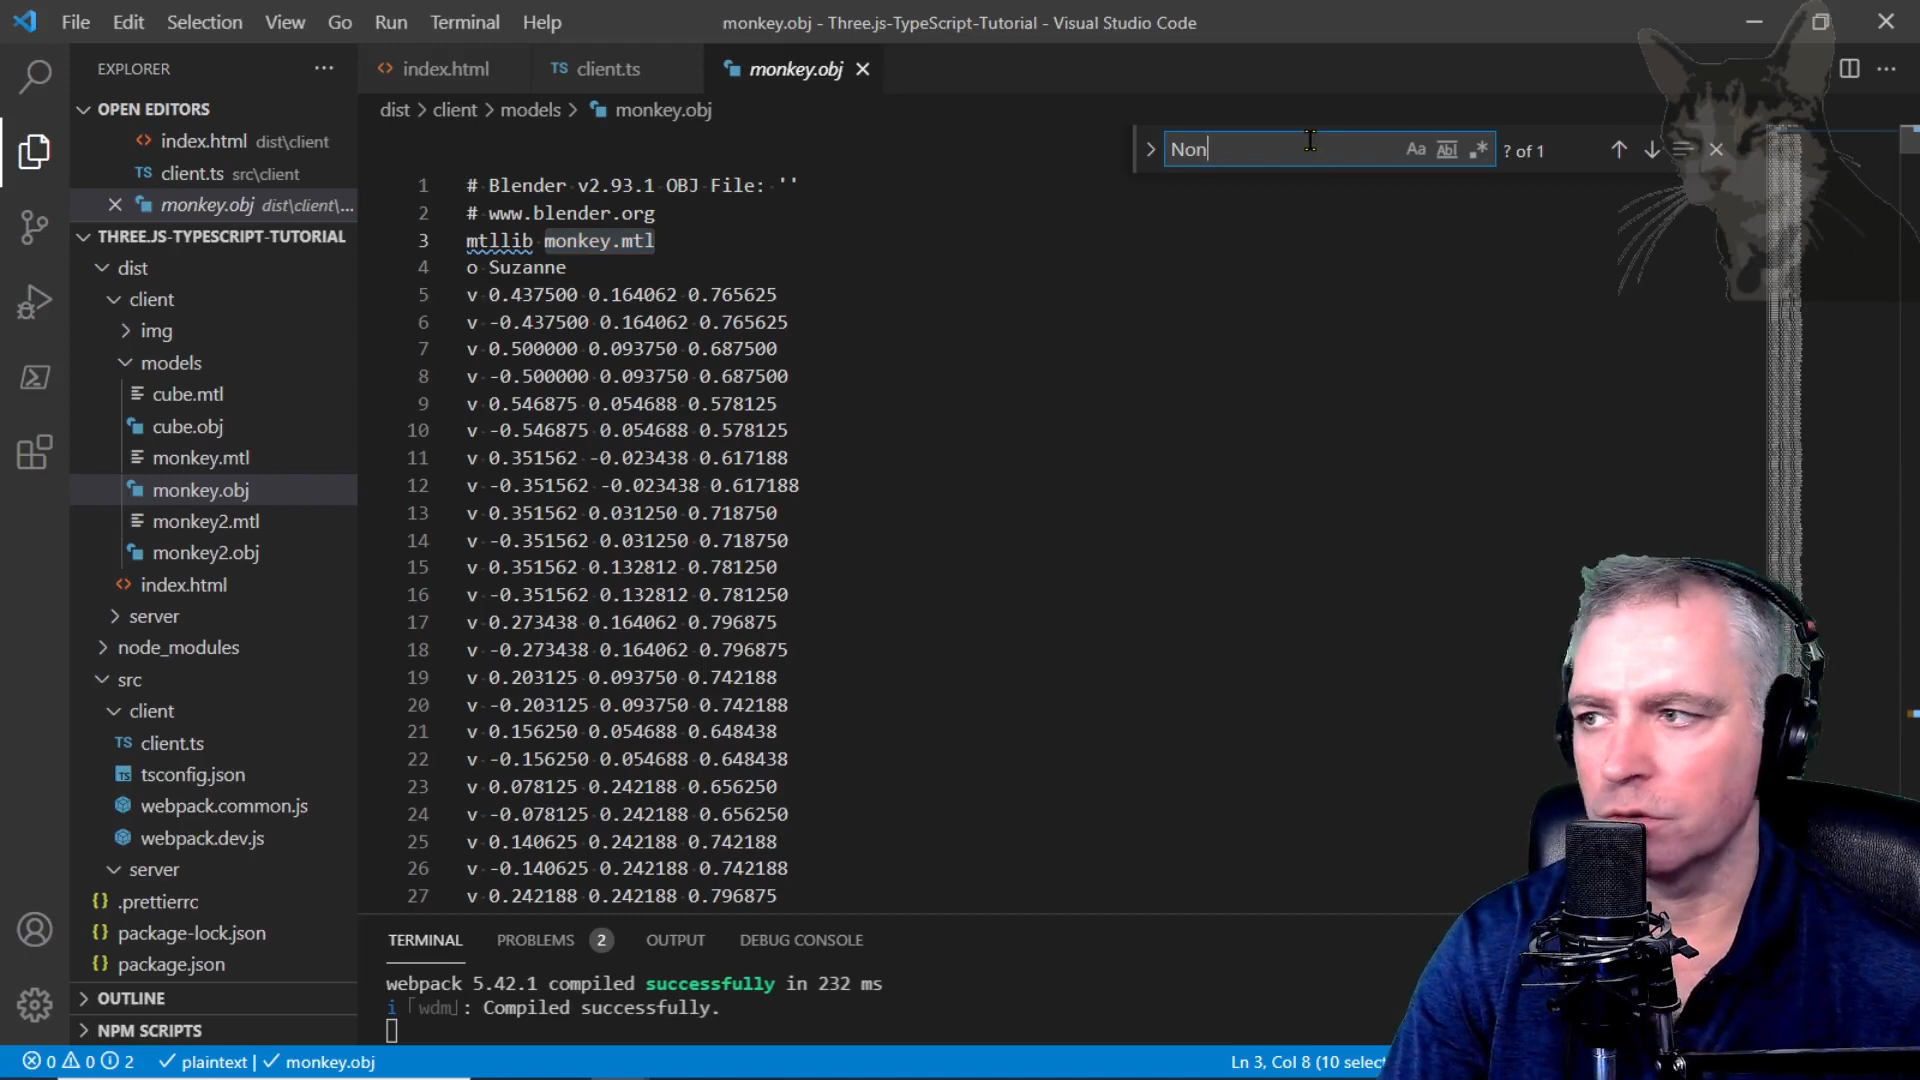 File Edit Selection View Go Run Terminal Help monkey.obj - Three.js-TypeScript-Tutorial - Visual Studio Code
EXPLORER
OPEN EDITORS
index.html dist\client
client.ts src\client
monkey.obj dist\client\...
THREE.JS-TYPESCRIPT-TUTORIAL
dist
client
img
models
cube.mtl
cube.obj
monkey.mtl
monkey.obj
monkey2.mtl
monkey2.obj
index.html
server
node_modules
src
client
TS client.ts
tsconfig.json
webpack.common.js
webpack.dev.js
server
{} .prettierrc
{} package-lock.json
{} package.json
OUTLINE
NPM SCRIPTS
index.html TS client.ts monkey.obj
dist > client > models > monkey.obj
Non Aa Abl .* ? of 1
1 # Blender v2.93.1 OBJ File: ''
2 # www.blender.org
3 mtllib monkey.mtl
4 o Suzanne
5 v 0.437500 0.164062 0.765625
6 v -0.437500 0.164062 0.765625
7 v 0.500000 0.093750 0.687500
8 v -0.500000 0.093750 0.687500
9 v 0.546875 0.054688 0.578125
10 v -0.546875 0.054688 0.578125
11 v 0.351562 -0.023438 0.617188
12 v -0.351562 -0.023438 0.617188
13 v 0.351562 0.031250 0.718750
14 v -0.351562 0.031250 0.718750
15 v 0.351562 0.132812 0.781250
16 v -0.351562 0.132812 0.781250
17 v 0.273438 0.164062 0.796875
18 v -0.273438 0.164062 0.796875
19 v 0.203125 0.093750 0.742188
20 v -0.203125 0.093750 0.742188
21 v 0.156250 0.054688 0.648438
22 v -0.156250 0.054688 0.648438
23 v 0.078125 0.242188 0.656250
24 v -0.078125 0.242188 0.656250
25 v 0.140625 0.242188 0.742188
26 v -0.140625 0.242188 0.742188
27 v 0.242188 0.242188 0.796875
TERMINAL PROBLEMS 2 OUTPUT DEBUG CONSOLE
webpack 5.42.1 compiled successfully in 232 ms
i ｢wdm｣: Compiled successfully.
0 0 2 plaintext | monkey.obj Ln 3, Col 8 (10 select